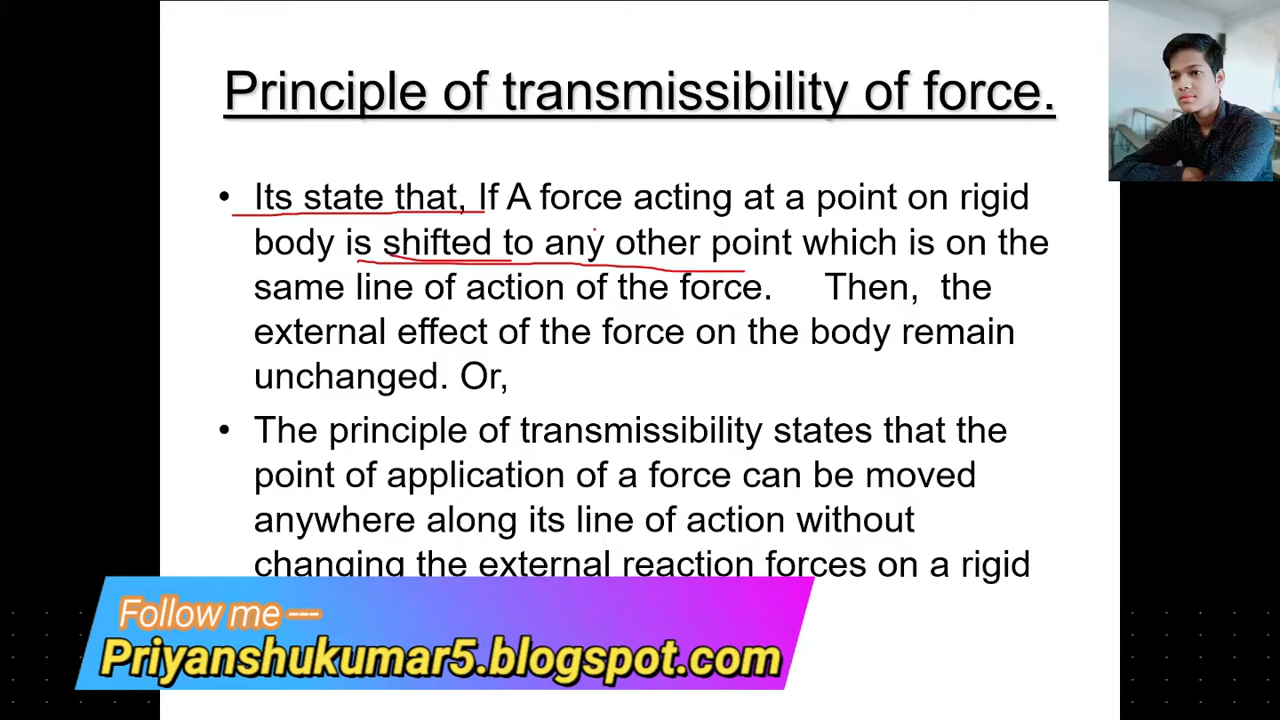 Principle of transmissibility of force.
• Its state that, If A force acting at a point on rigid
body is shifted to any other point which is on the
same line of action of the force. Then, the
external effect of the force on the body remain
unchanged. Or,
• The principle of transmissibility states that the
point of application of a force can be moved
anywhere along its line of action without
changing the external reaction forces on a rigid
Follow me ---
Priyanshukumar5.blogspot.com